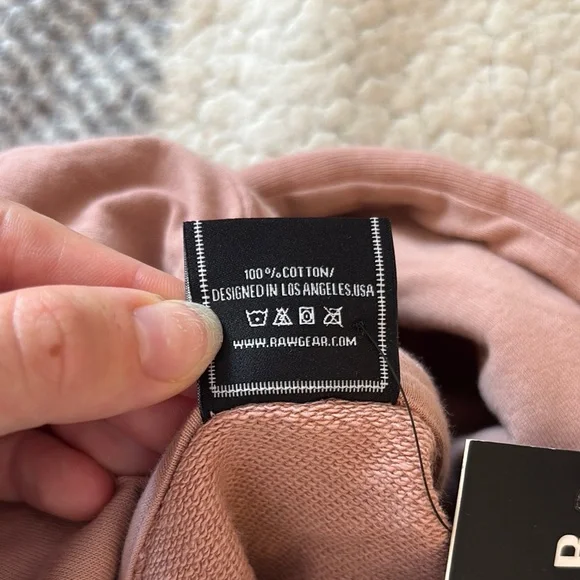 100%COTTON/
DESIGNED IN LOS ANGELES.USA
WWW.RAWGEAR.COM
B